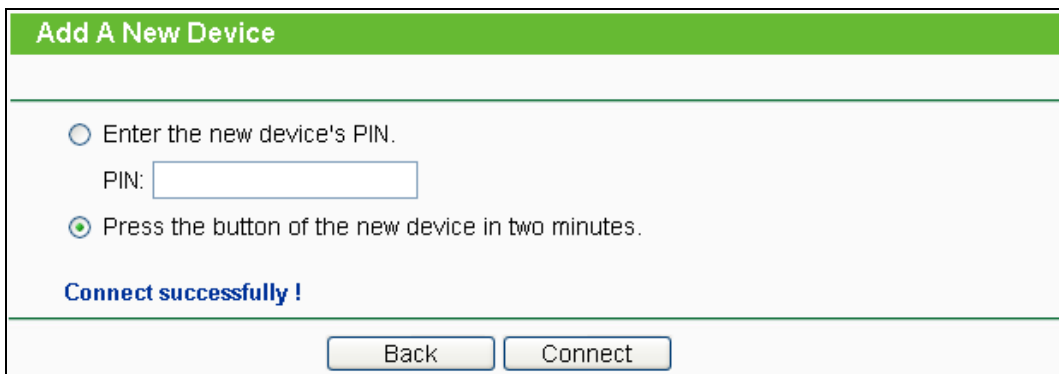 Add A New Device
Enter the new device's PIN.
PIN:
Press the button of the new device in two minutes.
Connect successfully !
Back Connect